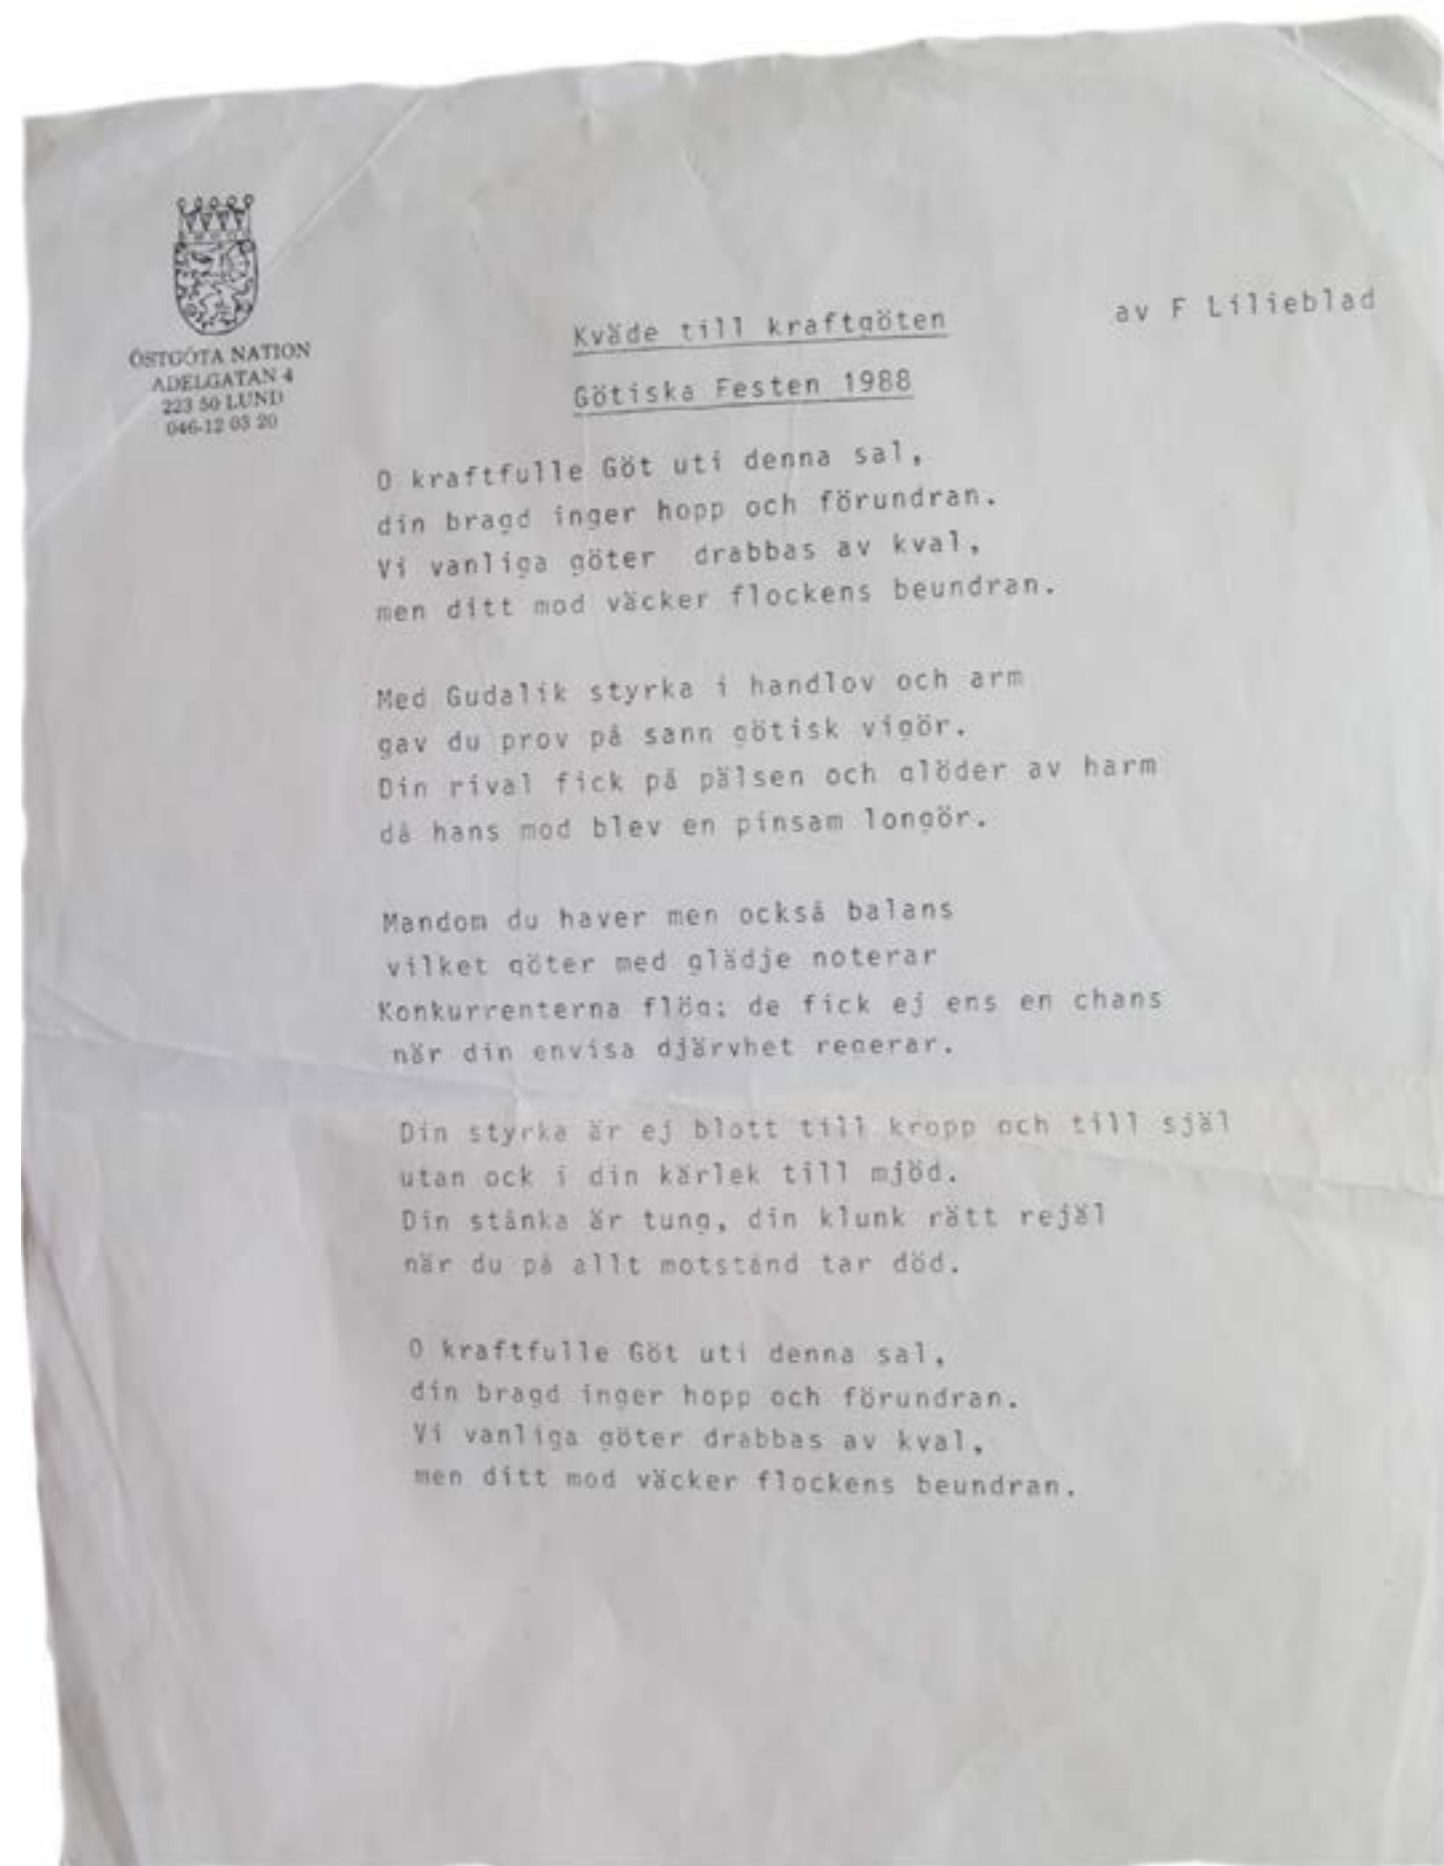 ÖSTGÖTA NATION
ADELGATAN 4
223 50 LUND
046-12 03 20
Kväde till kraftgöten
av F Lilieblad
Götiska Festen 1988
O kraftfulle Göt uti denna sal,
din bragd inger hopp och förundran.
Vi vanliga göter drabbas av kval,
men ditt mod väcker flockens beundran.
Med Gudalik styrka i handlov och arm
gav du prov på sann götisk vigör.
Din rival fick på pälsen och glöder av harm
då hans mod blev en pinsam longör.
Mandom du haver men också balans
vilket göter med glädje noterar
Konkurrenterna flög; de fick ej ens en chans
när din envisa djärvhet regerar.
Din styrka är ej blott till kropp och till själ
utan ock i din kärlek till mjöd.
Din stånka är tung, din klunk rätt rejäl
när du på allt motstånd tar död.
O kraftfulle Göt uti denna sal,
din bragd inger hopp och förundran.
Vi vanliga göter drabbas av kval,
men ditt mod väcker flockens beundran.